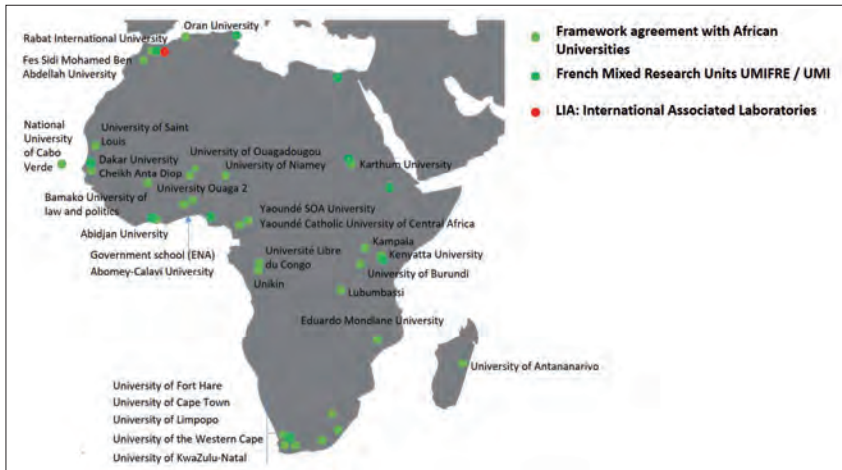 Oran University
Rabat International University
Fes Sidi Mohamed Ben
Abdellah University
National
University
of Cabo
Verde
University of Saint
Louis
Dakar University
Cheikh Anta Diop
University of Ouagadougou
University of Niamey
University Ouaga 2
Karthum University
Bamako University of
law and politics
Abidjan University
Yaoundé SOA University
Yaoundé Catholic University of Central Africa
Government school (ENA)
Abomey-Calavi University
Université Libre
du Congo
Unikin
Kampala
Kenyatta University
University of Burundi
Lubumbassi
Eduardo Mondlane University
University of Antananarivo
University of Fort Hare
University of Cape Town
University of Limpopo
University of the Western Cape
University of KwaZulu-Natal
Framework agreement with African
Universities
French Mixed Research Units UMIFRE / UMI
LIA: International Associated Laboratories